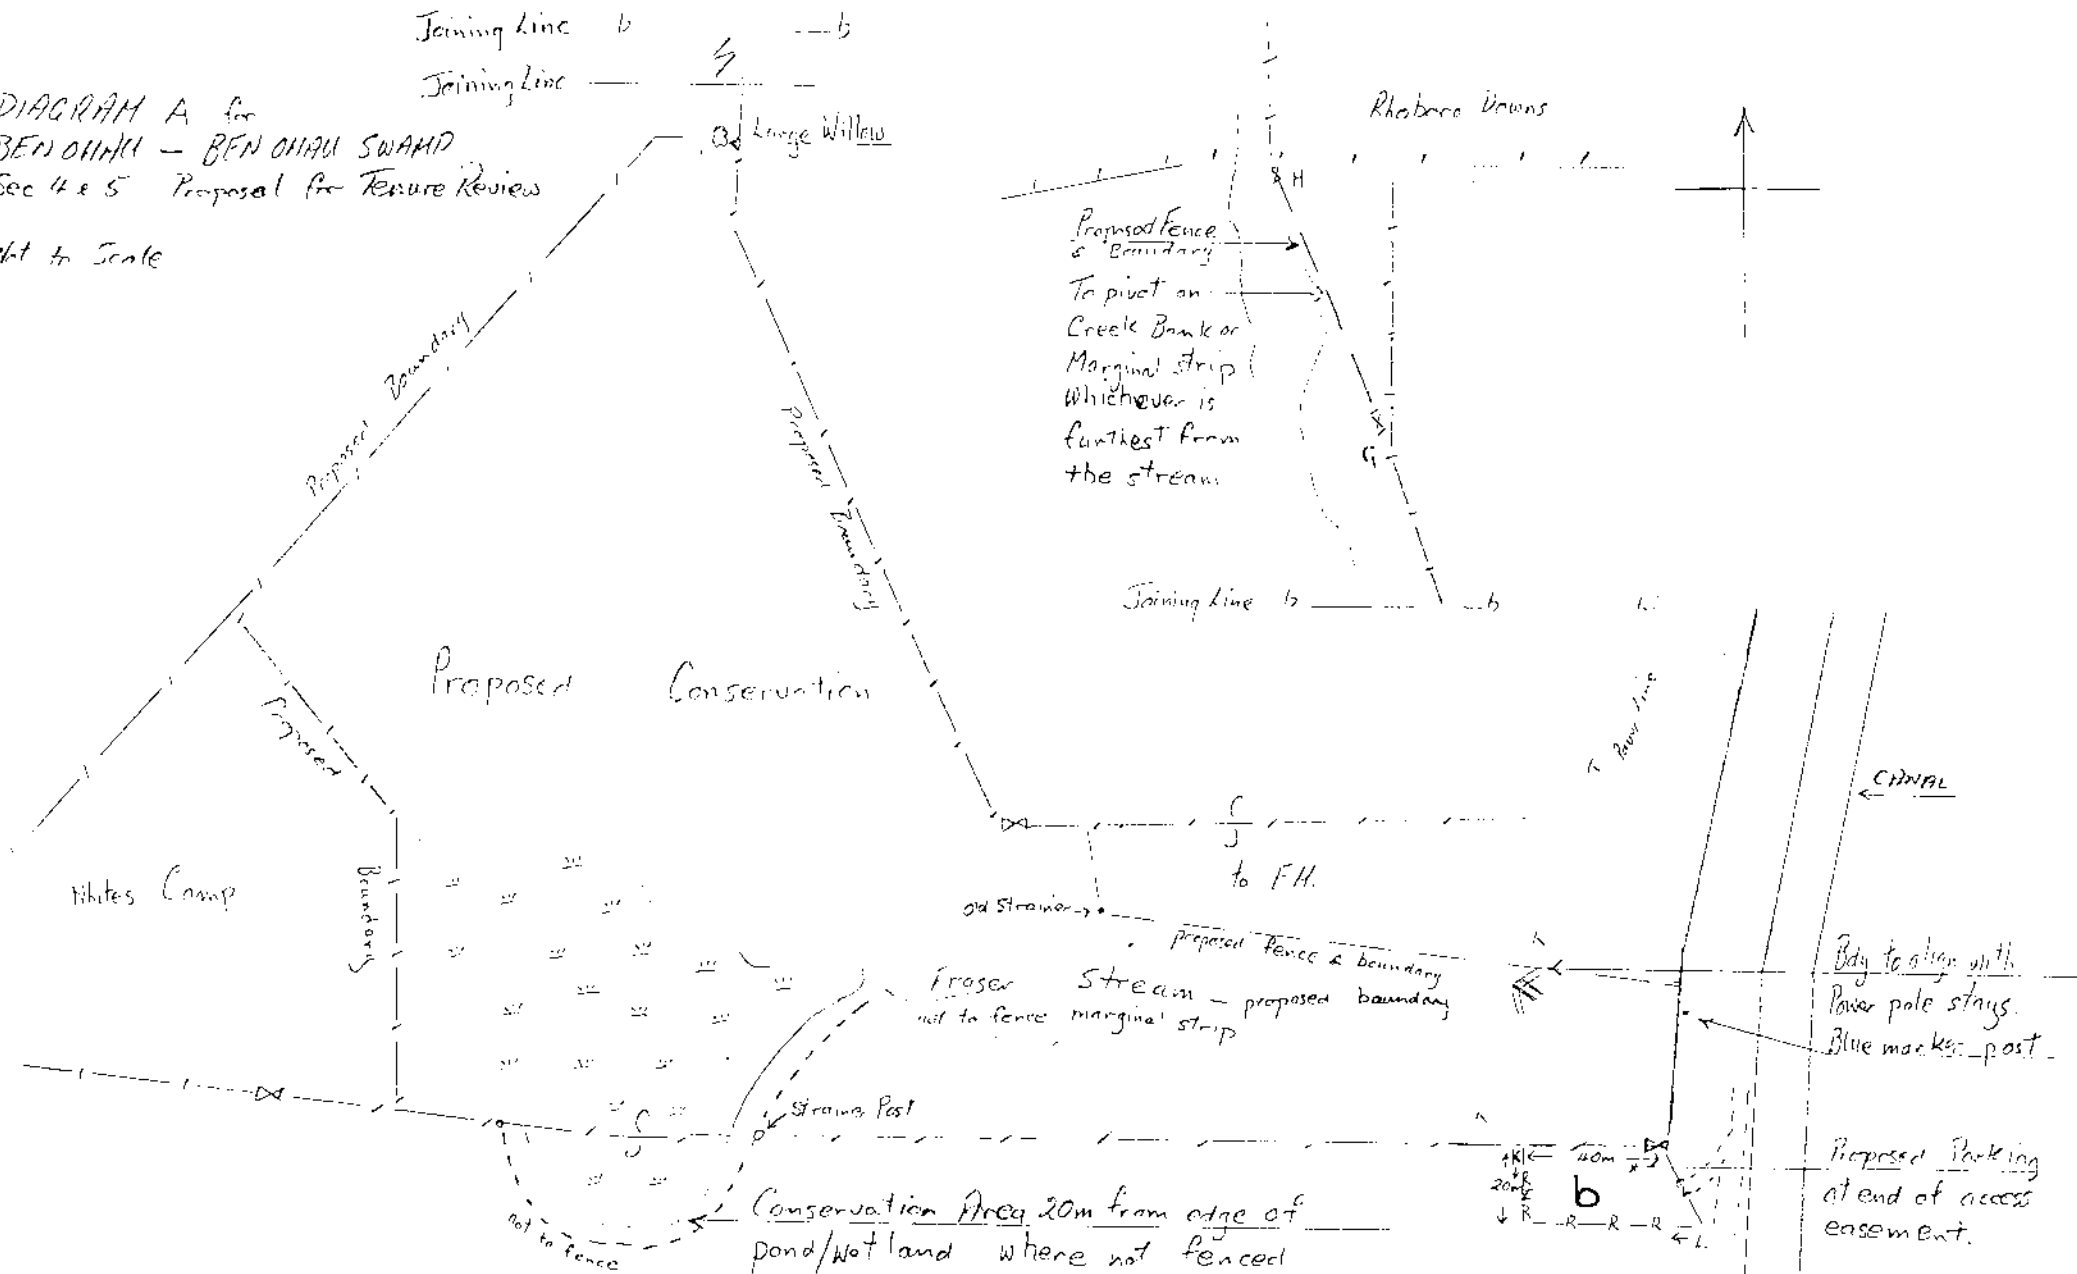 Joining Line b — b
Joining Line
DIAGRAM A for
BEN OHAU – BEN OHAU SWAMP
Sec 4 & 5 Proposal for Tenure Review
Not to Scale
Large Willow
Rhoboro Downs
H
Proposed Fence
& Boundary
To pivot on
Creek Bank or
Marginal strip
Whichever is
furthest from
the stream
G
Joining Line b — b
Proposed Boundary
Proposed Boundary
Proposed Conservation
Proposed
Boundary
Power line
CANAL
to F.H.
Whites Camp
Old Strainer
proposed fence & boundary
Fraser Stream – proposed boundary
not to fence marginal strip
Bdy to align with
Power pole stays.
Blue marker post
Strainer Post
40m
20m
b
R R R R
L
Proposed Parking
at end of access
easement.
not to fence
Conservation Area 20m from edge of
pond/wetland where not fenced